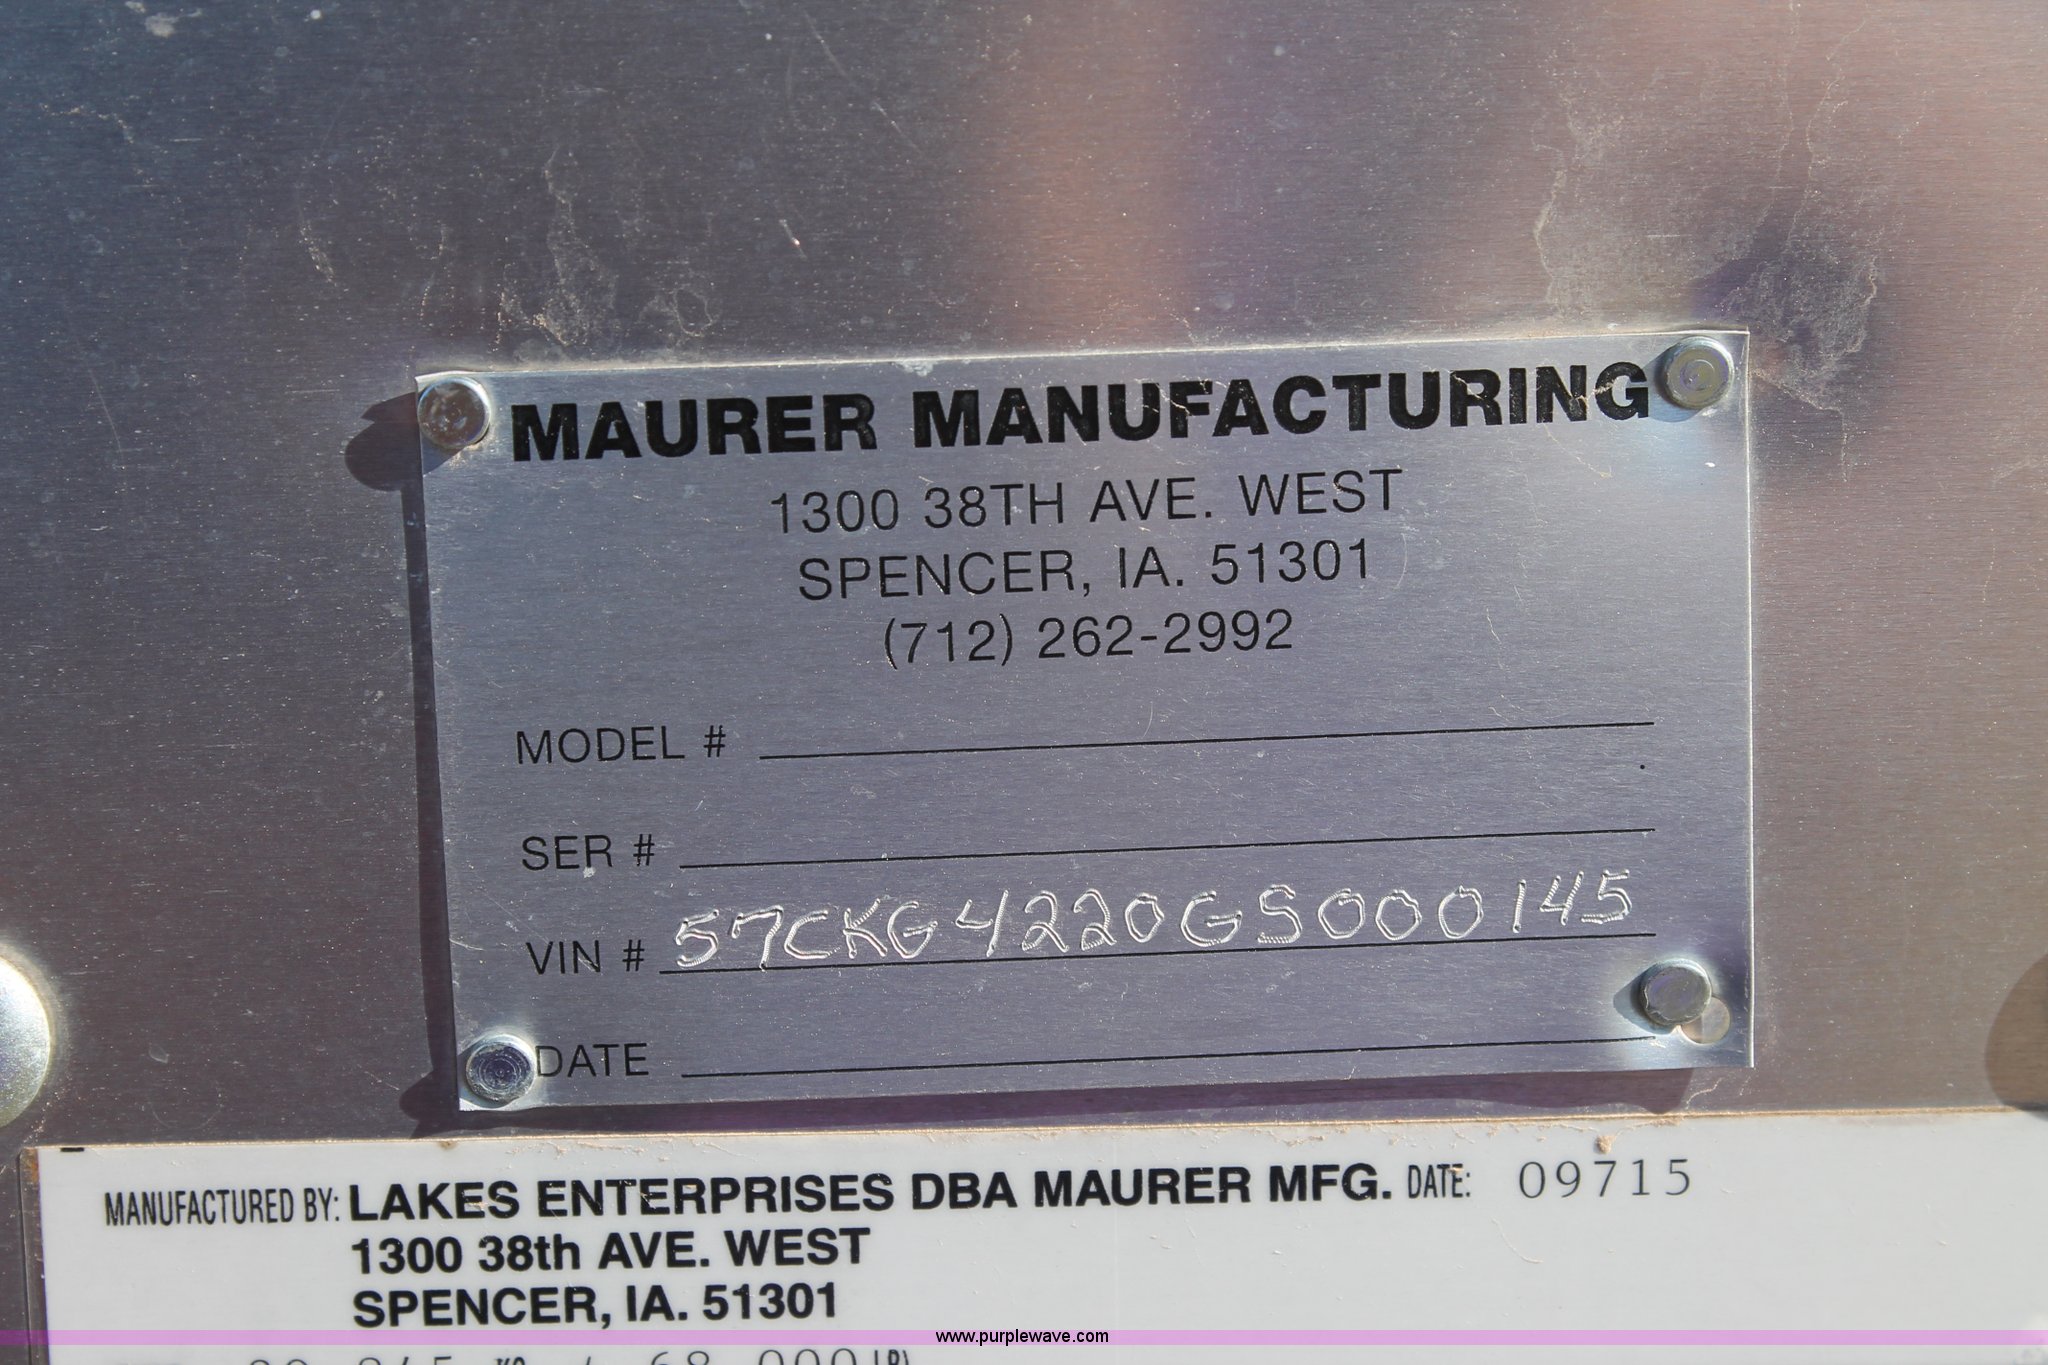 MAURER MANUFACTURING
1300 38TH AVE. WEST
SPENCER, IA. 51301
(712) 262-2992
MODEL #
SER #
VIN # 57CKG4220GS000145
DATE
MANUFACTURED BY: LAKES ENTERPRISES DBA MAURER MFG. DATE: 09715
1300 38th AVE. WEST
SPENCER, IA. 51301
www.purplewave.com